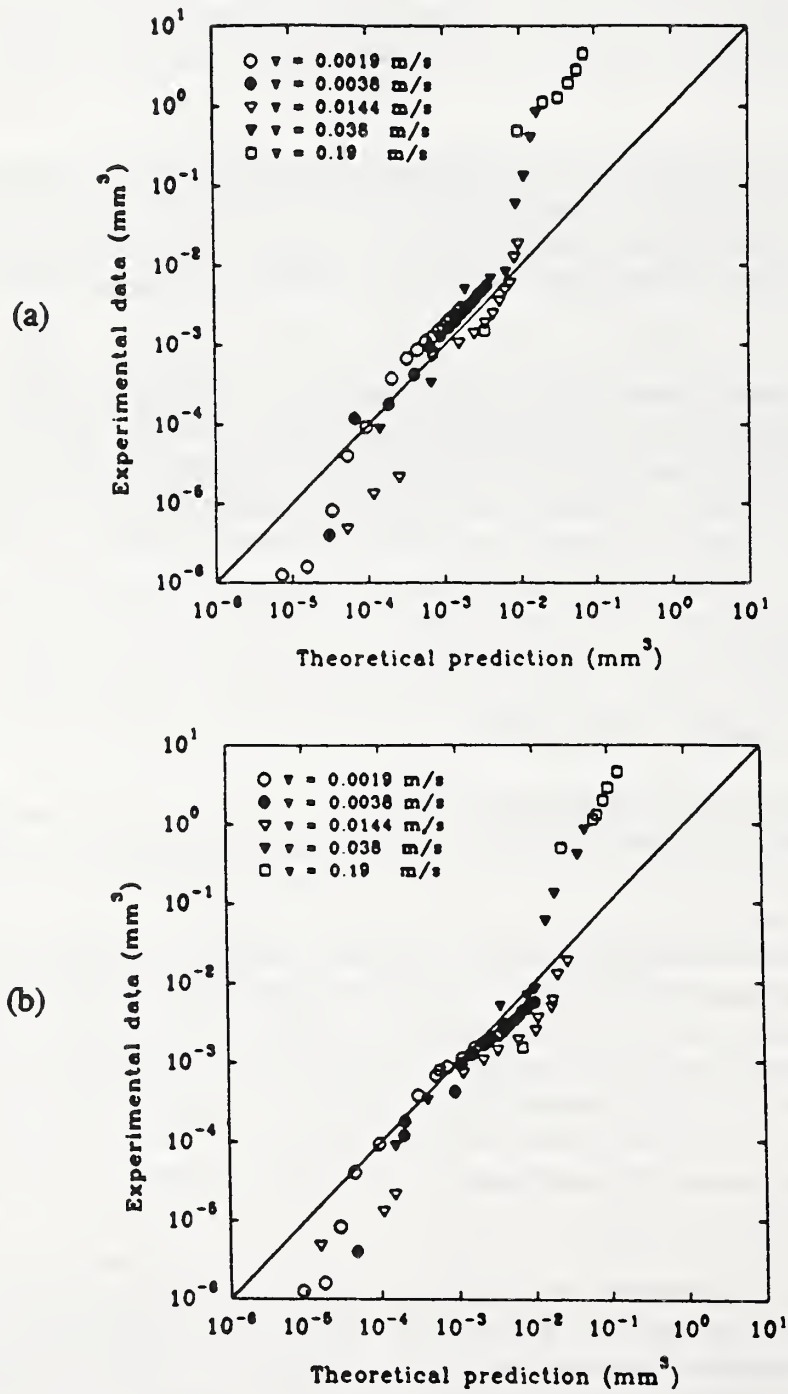 (a)
Experimental data (mm³)
10¹
10⁰
10⁻¹
10⁻²
10⁻³
10⁻⁴
10⁻⁵
10⁻⁶
v = 0.0019 m/s
v = 0.0038 m/s
v = 0.0144 m/s
v = 0.038 m/s
v = 0.19 m/s
10⁻⁶ 10⁻⁵ 10⁻⁴ 10⁻³ 10⁻² 10⁻¹ 10⁰ 10¹
Theoretical prediction (mm³)
(b)
Experimental data (mm³)
10¹
10⁰
10⁻¹
10⁻²
10⁻³
10⁻⁴
10⁻⁵
10⁻⁶
v = 0.0019 m/s
v = 0.0038 m/s
v = 0.0144 m/s
v = 0.038 m/s
v = 0.19 m/s
10⁻⁶ 10⁻⁵ 10⁻⁴ 10⁻³ 10⁻² 10⁻¹ 10⁰ 10¹
Theoretical prediction (mm³)